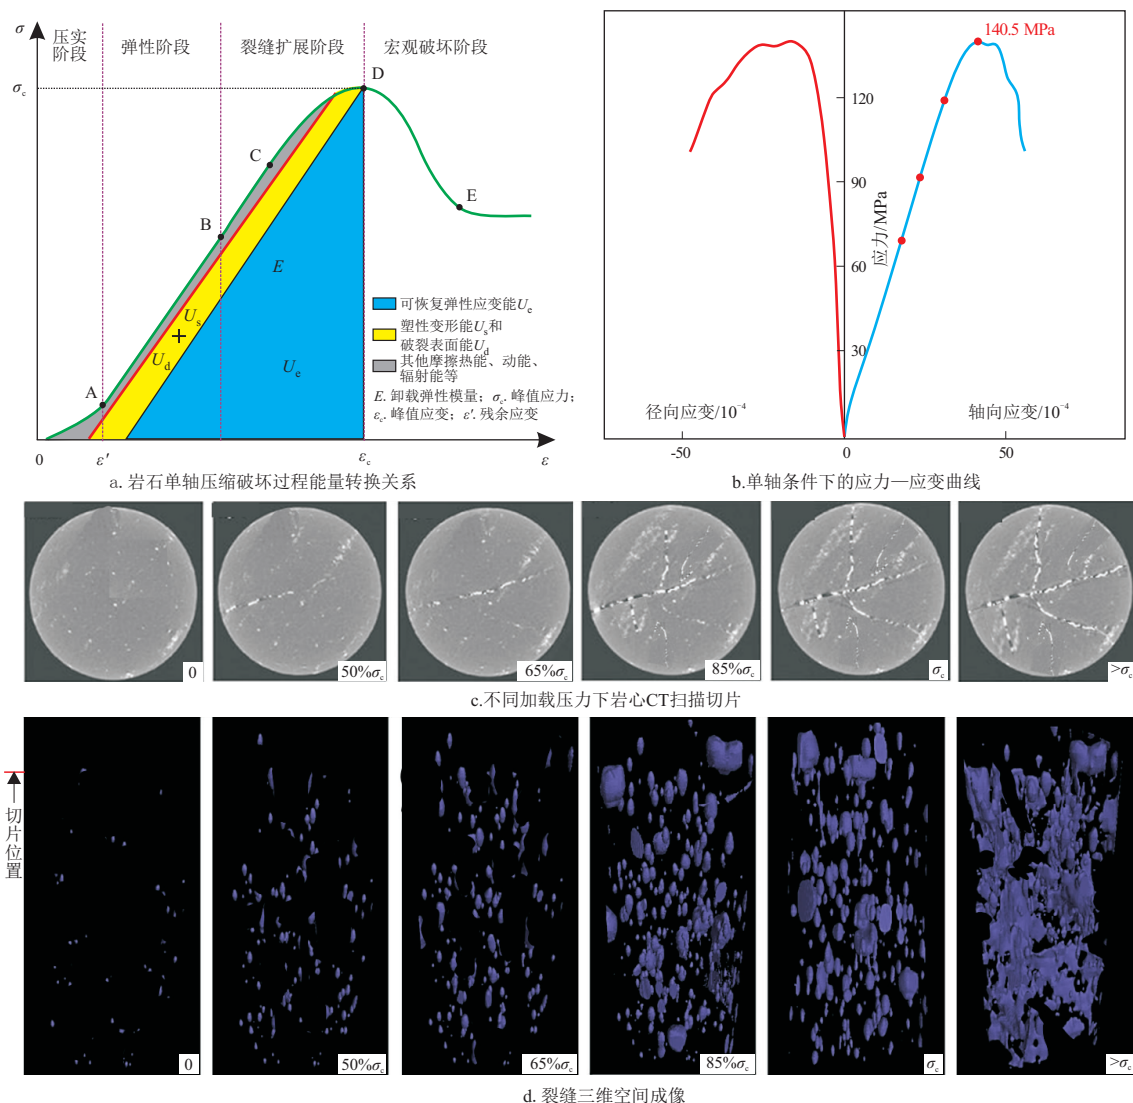 σ
压实
阶段
弹性阶段
裂缝扩展阶段
宏观破坏阶段
σc
D
C
B
E
A
E
Us
+
Ud
Ue
可恢复弹性应变能Ue
塑性变形能Us和
破裂表面能Ud
其他摩擦热能、动能、
辐射能等
E. 卸载弹性模量；σc. 峰值应力；
εc. 峰值应变；ε′. 残余应变
0
ε′
εc
ε
a. 岩石单轴压缩破坏过程能量转换关系
140.5 MPa
120
90
60
30
应力/MPa
径向应变/10-4
轴向应变/10-4
-50
0
50
b.单轴条件下的应力—应变曲线
0
50%σc
65%σc
85%σc
σc
>σc
c.不同加载压力下岩心CT扫描切片
切片位置
0
50%σc
65%σc
85%σc
σc
>σc
d. 裂缝三维空间成像